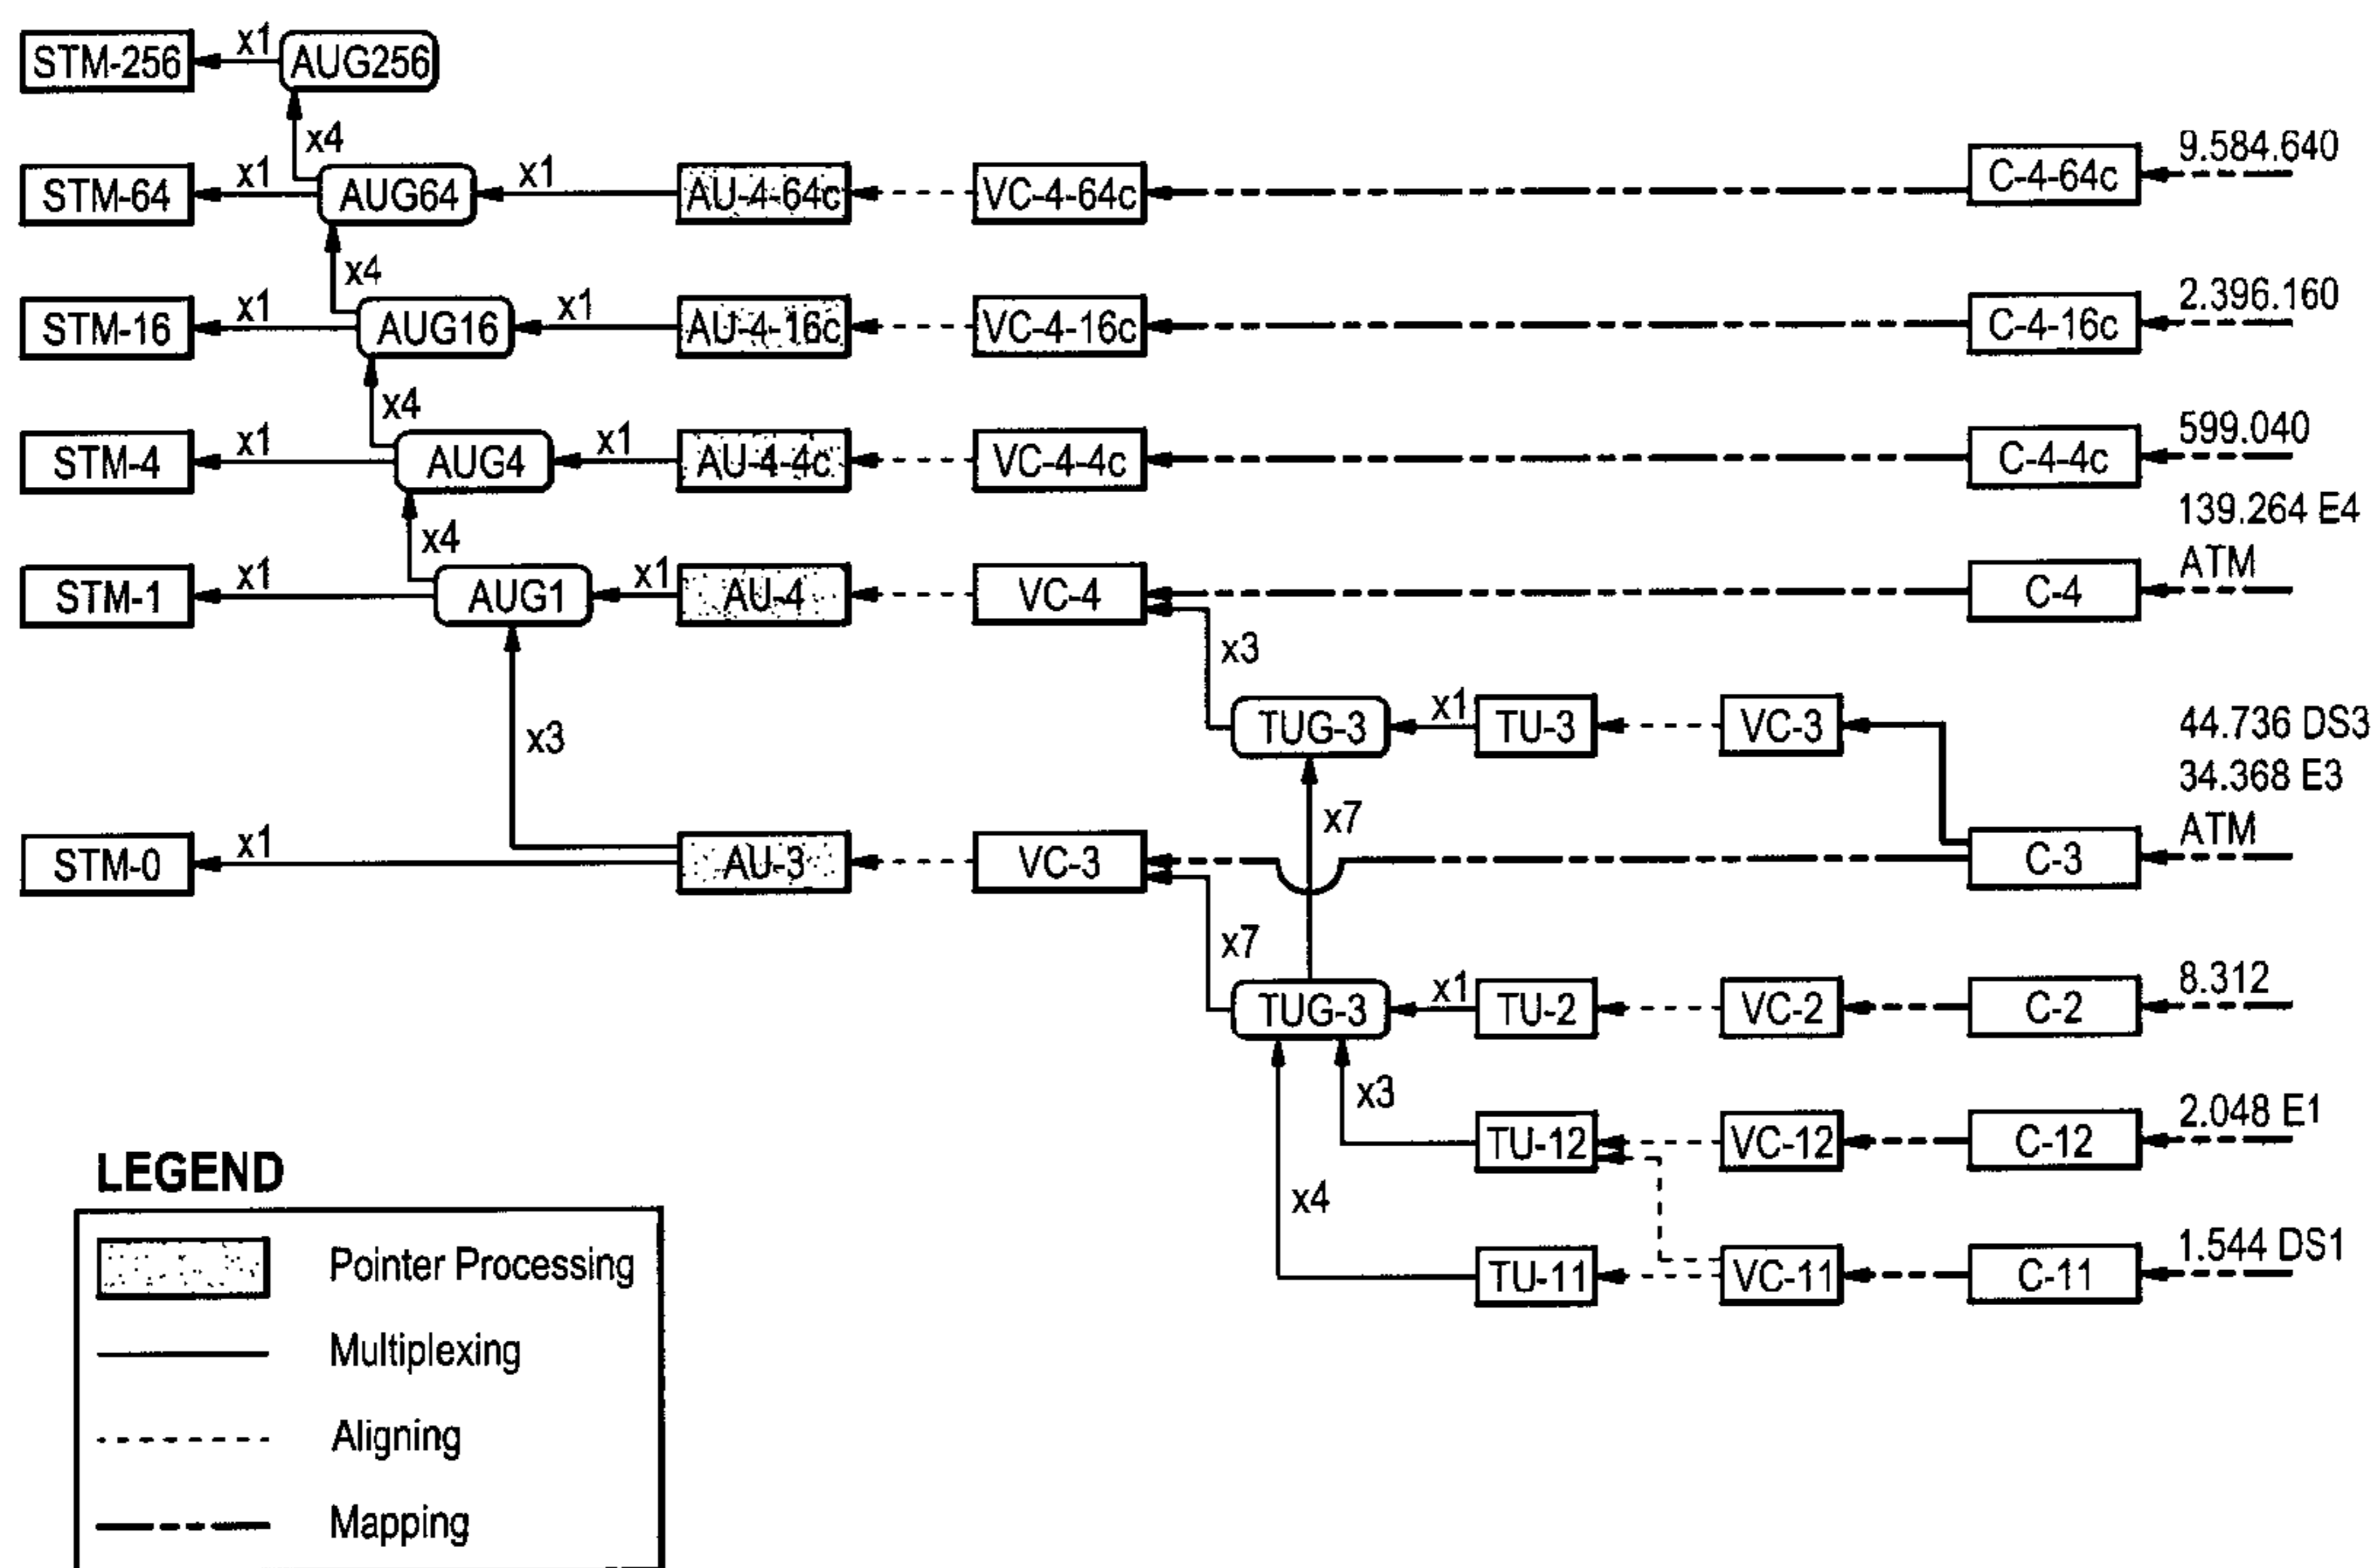 STM-256 x1 AUG256
x4
STM-64 x1 AUG64 x1 AU-4-64c VC-4-64c C-4-64c 9.584.640
x4
STM-16 x1 AUG16 x1 AU-4-16c VC-4-16c C-4-16c 2.396.160
x4
STM-4 x1 AUG4 x1 AU-4-4c VC-4-4c C-4-4c 599.040
x4
139.264 E4
STM-1 x1 AUG1 x1 AU-4 VC-4 C-4 ATM
x3
TUG-3 x1 TU-3 VC-3 44.736 DS3
x3
34.368 E3
x7
STM-0 x1 AU-3 VC-3 C-3 ATM
x7
TUG-3 x1 TU-2 VC-2 C-2 8.312
x3
TU-12 VC-12 C-12 2.048 E1
x4
TU-11 VC-11 C-11 1.544 DS1
LEGEND
Pointer Processing
Multiplexing
Aligning
Mapping